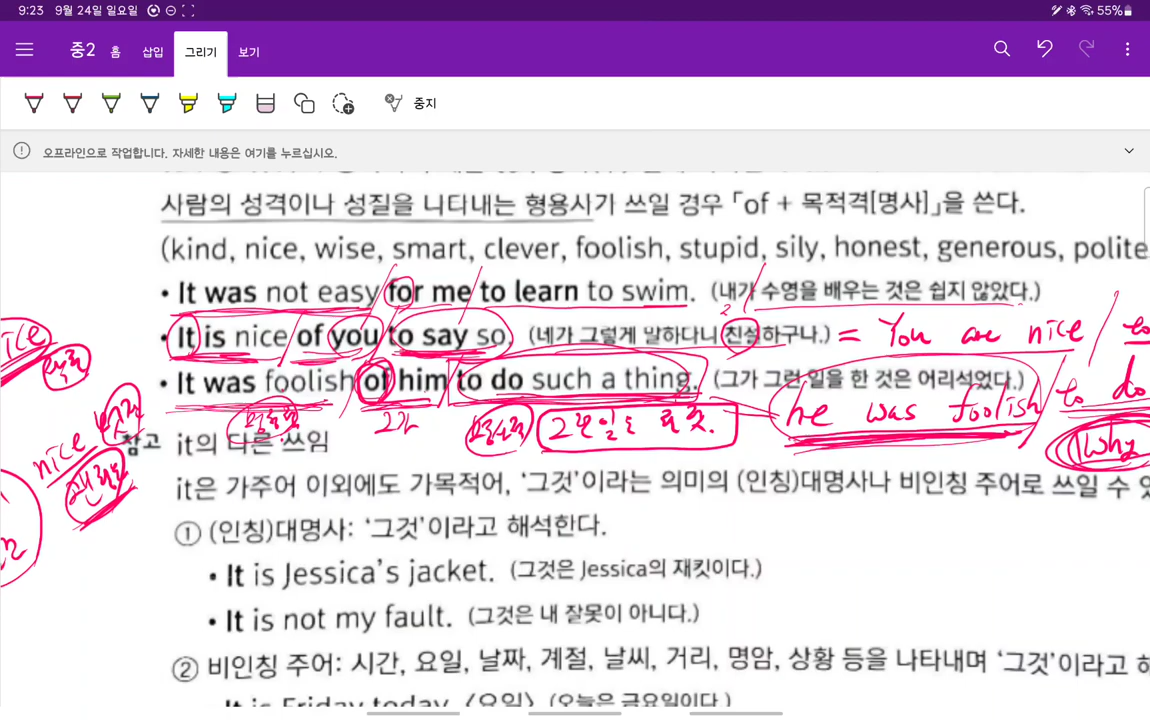 9:23 9월 24일 일요일 55%
중2 홈 삽입 그리기 보기
중지
오프라인으로 작업합니다. 자세한 내용은 여기를 누르십시오.
사람의 성격이나 성질을 나타내는 형용사가 쓰일 경우 「of + 목적격[명사]」을 쓴다.
(kind, nice, wise, smart, clever, foolish, stupid, sily, honest, generous, polite
• It was not easy for me to learn to swim. (내가 수영을 배우는 것은 쉽지 않았다.)
• It is nice of you to say so. (네가 그렇게 말하다니 친절하구나.) = You are nice / to
• It was foolish of him to do such a thing. (그가 그런 일을 한 것은 어리석었다.)
he was foolish / to do
그가
why
nice
참고 it의 다른 쓰임
it은 가주어 이외에도 가목적어, '그것'이라는 의미의 (인칭)대명사나 비인칭 주어로 쓰일 수 있
① (인칭)대명사: '그것'이라고 해석한다.
• It is Jessica's jacket. (그것은 Jessica의 재킷이다.)
• It is not my fault. (그것은 내 잘못이 아니다.)
② 비인칭 주어: 시간, 요일, 날짜, 계절, 날씨, 거리, 명암, 상황 등을 나타내며 '그것'이라고 해
• It is Friday today. 〈요일〉 (오늘은 금요일이다.)